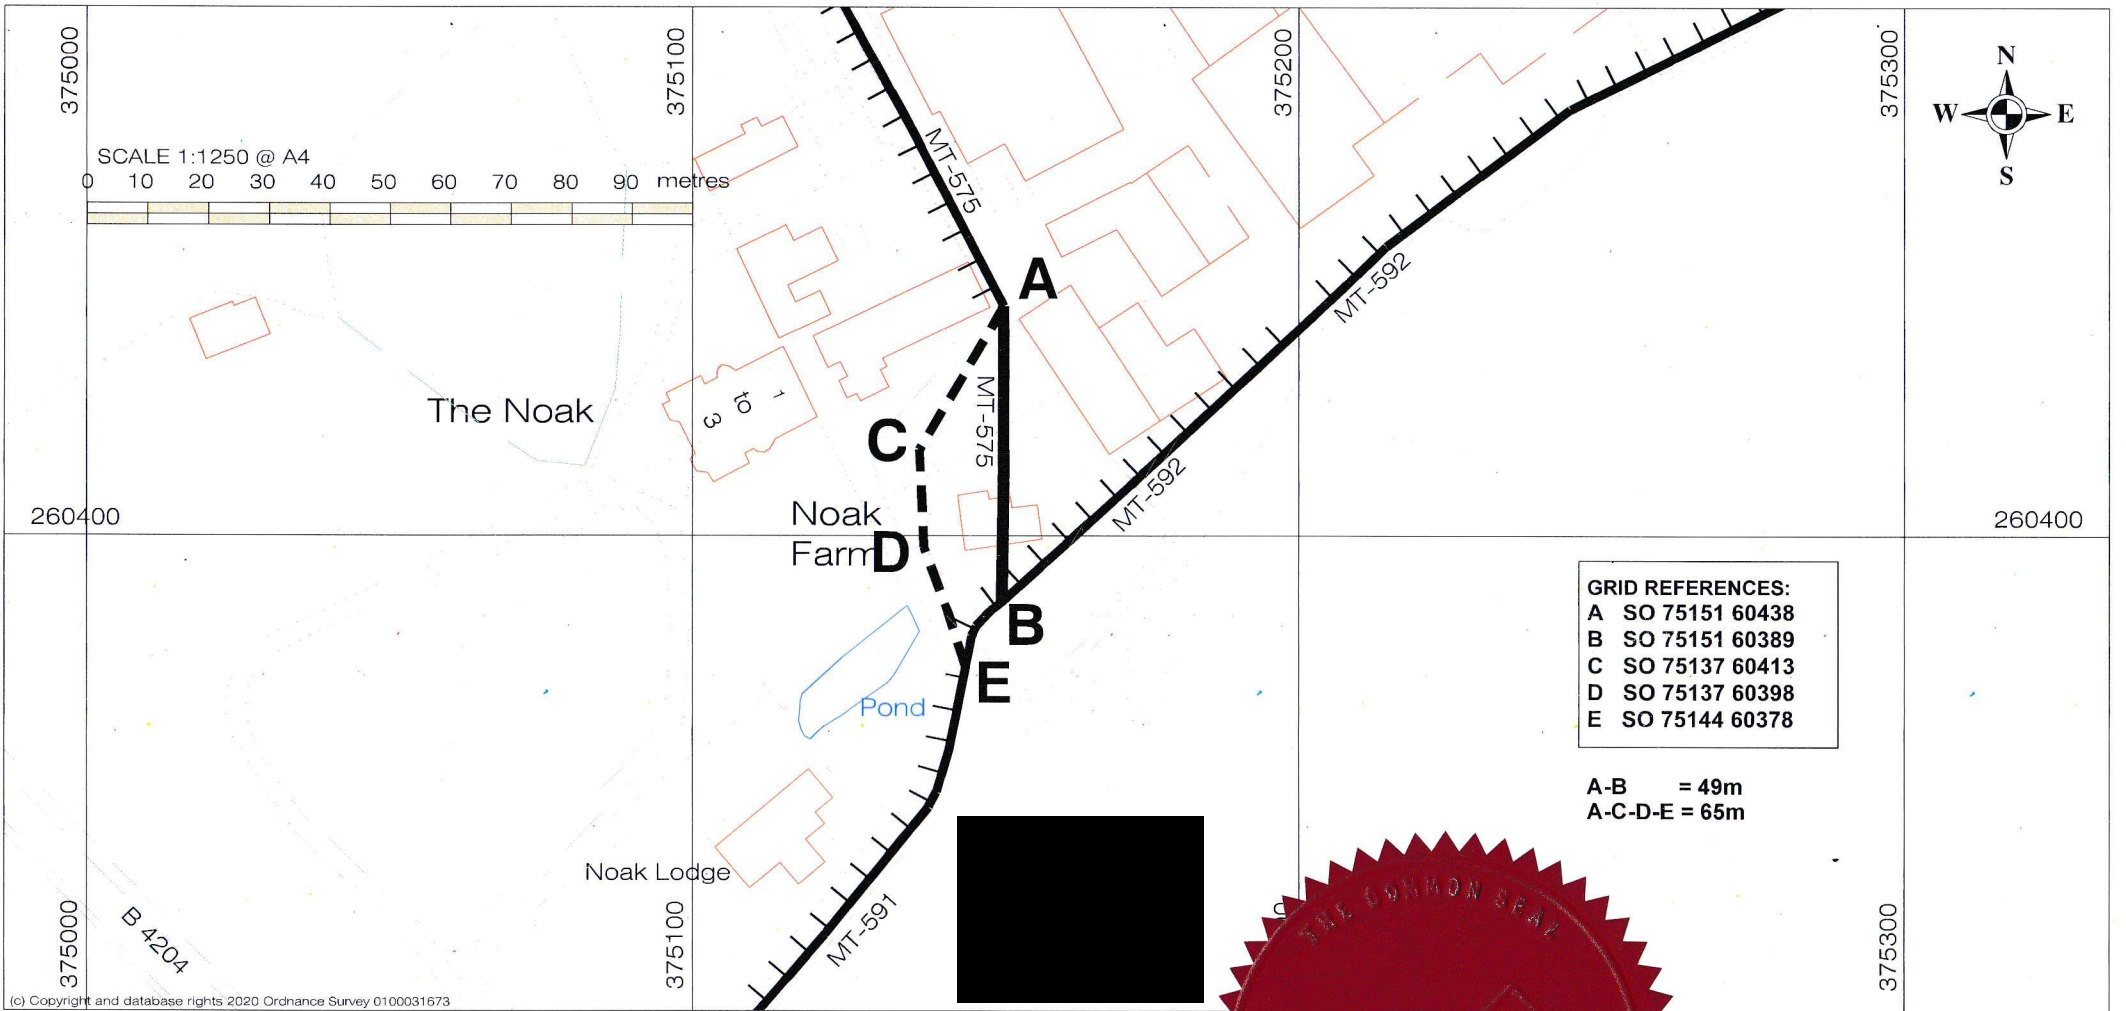 375000
375100
375200
375300
N
W E
S
SCALE 1:1250 @ A4
0 10 20 30 40 50 60 70 80 90 metres
MT-575
A
MT-592
The Noak
1 to 3
MT-575
C
MT-592
260400
Noak
Farm
260400
D
B
E
Pond
GRID REFERENCES:
A SO 75151 60438
B SO 75151 60389
C SO 75137 60413
D SO 75137 60398
E SO 75144 60378
A-B = 49m
A-C-D-E = 65m
Noak Lodge
MT-591
B 4204
375000
375100
375300
THE COMMON SEAL
(c) Copyright and database rights 2020 Ordnance Survey 0100031673